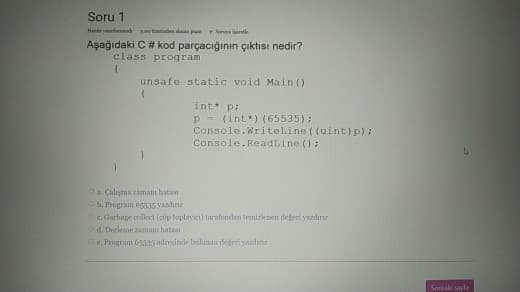 Soru 1
Henüz yanıtlanmadı 3,00 üzerinden alınan puan Soruyu işaretle
Aşağıdaki C # kod parçacığının çıktısı nedir?
class program
{
unsafe static void Main()
{
int* p;
p = (int*)(65535);
Console.WriteLine((uint)p);
Console.ReadLine();
}
}
a. Çalışma zamanı hatası
b. Program 65535 yazdırır
c. Garbage collect (çöp toplayıcı) tarafından temizlenen değeri yazdırır
d. Derleme zamanı hatası
e. Program 65535 adresinde bulunan değeri yazdırır
Sonraki sayfa